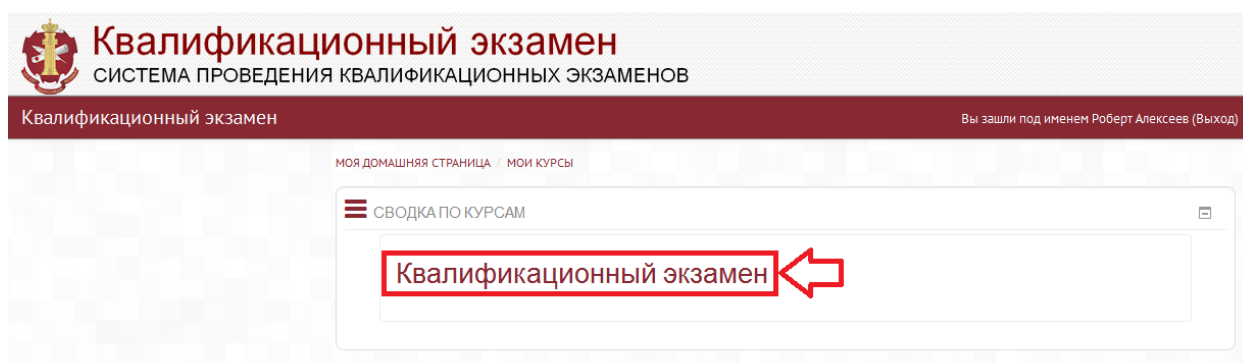 Квалификационный экзамен
СИСТЕМА ПРОВЕДЕНИЯ КВАЛИФИКАЦИОННЫХ ЭКЗАМЕНОВ
Квалификационный экзамен
Вы зашли под именем Роберт Алексеев (Выход)
МОЯ ДОМАШНЯЯ СТРАНИЦА / МОИ КУРСЫ
СВОДКА ПО КУРСАМ
Квалификационный экзамен